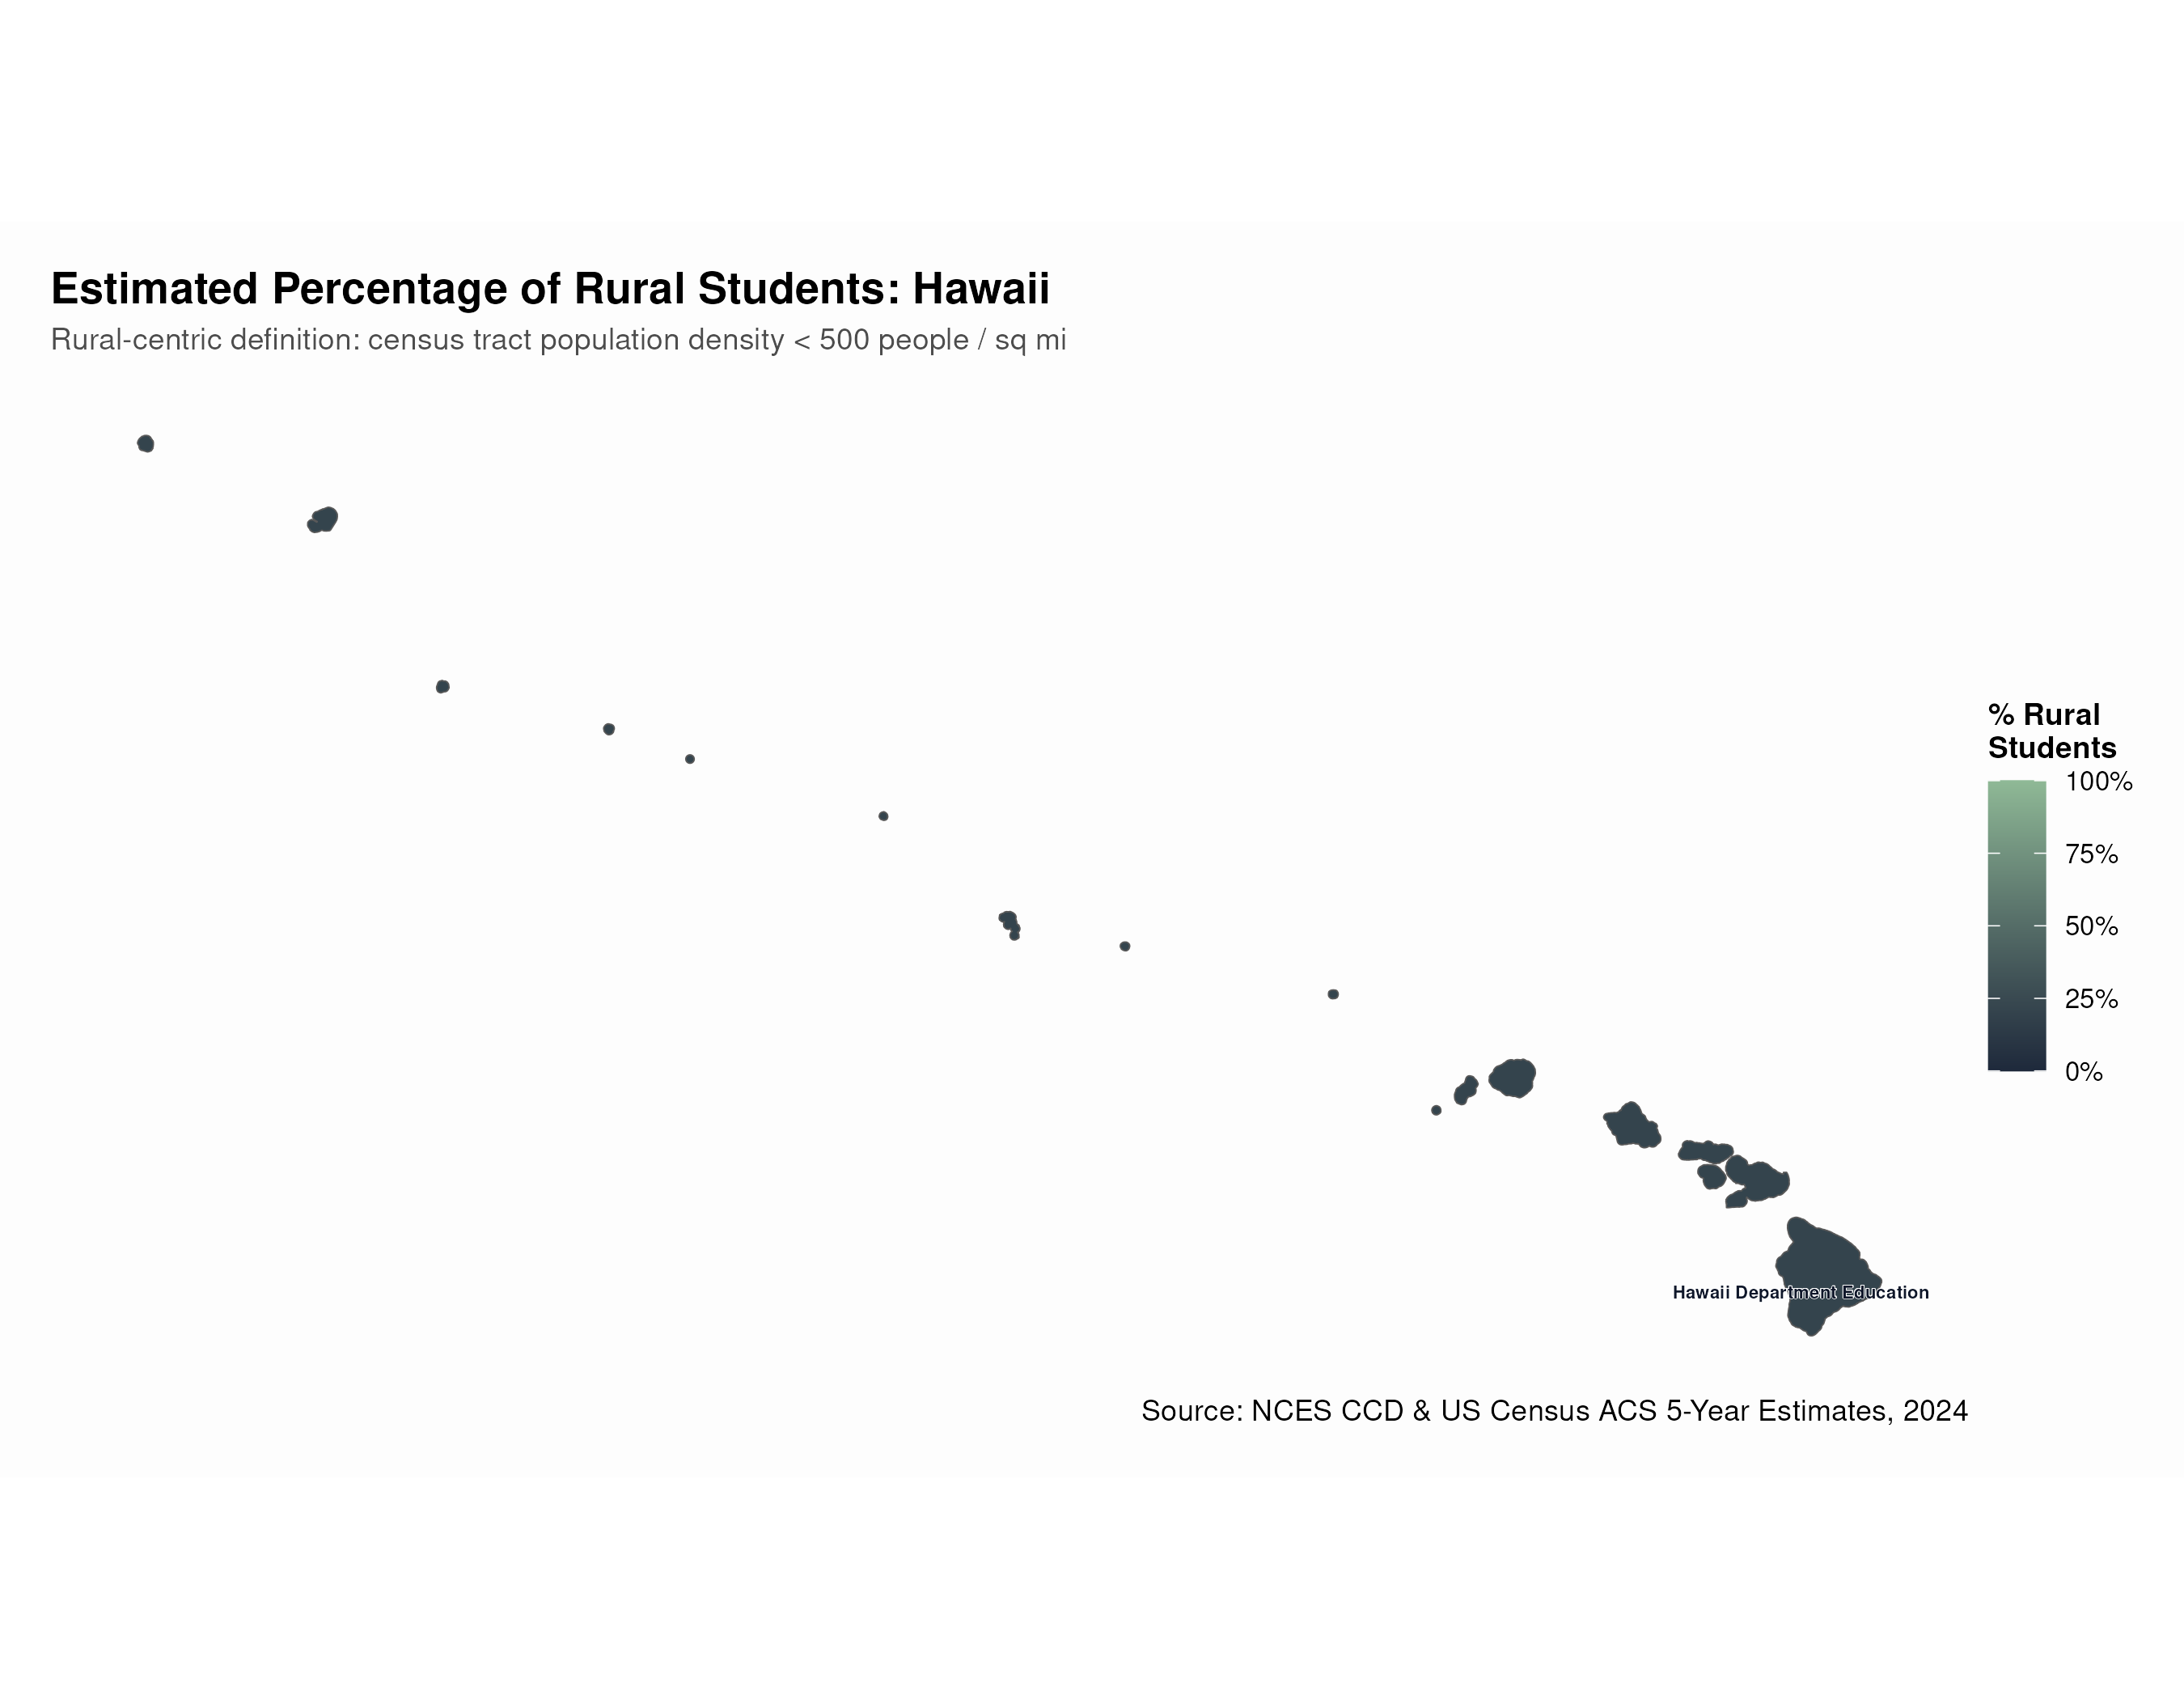 Estimated Percentage of Rural Students: Hawaii
Rural-centric definition: census tract population density < 500 people / sq mi
% Rural
Students
100%
75%
50%
25%
0%
Hawaii Department Education
Source: NCES CCD & US Census ACS 5-Year Estimates, 2024